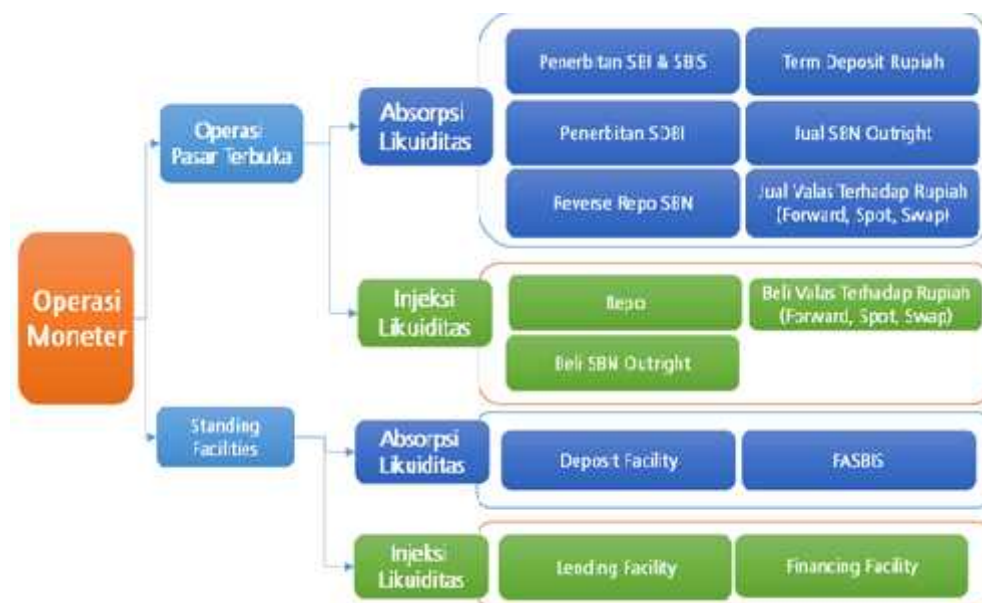 Operasi
Moneter
Operasi
Pasar Terbuka
Absorpsi
Likuiditas
Penerbitan SBI & SBIS
Term Deposit Rupiah
Penerbitan SDBI
Jual SBN Outright
Reverse Repo SBN
Jual Valas Terhadap Rupiah
(Forward, Spot, Swap)
Injeksi
Likuiditas
Repo
Beli Valas Terhadap Rupiah
(Forward, Spot, Swap)
Beli SBN Outright
Standing
Facilities
Absorpsi
Likuiditas
Deposit Facility
FASBIS
Injeksi
Likuiditas
Lending Facility
Financing Facility